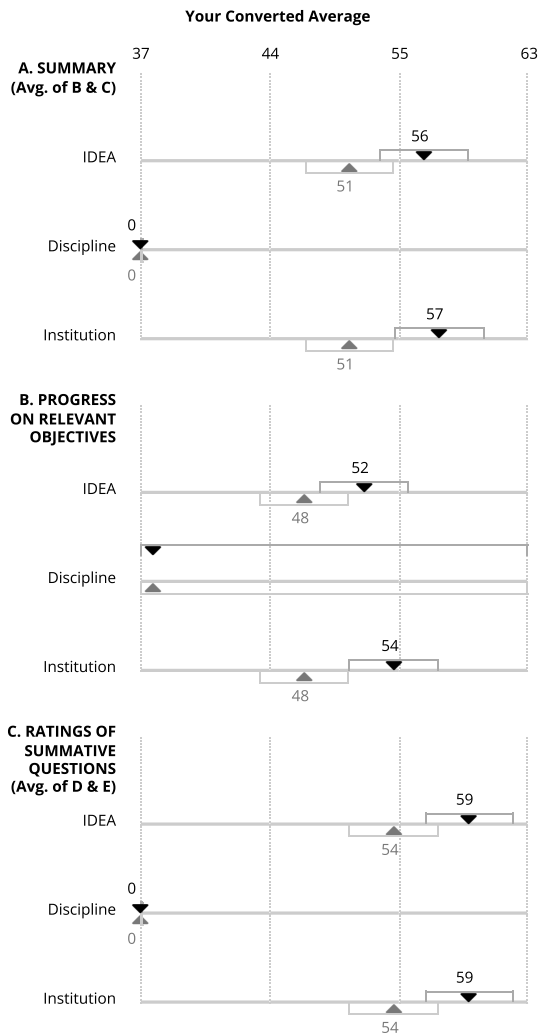 Your Converted Average
37 44 55 63
A. SUMMARY
(Avg. of B & C)
56
IDEA
51
0
Discipline
0
57
Institution
51
B. PROGRESS
ON RELEVANT
OBJECTIVES
52
IDEA
48
Discipline
54
Institution
48
C. RATINGS OF
SUMMATIVE
QUESTIONS
(Avg. of D & E)
59
IDEA
54
0
Discipline
0
59
Institution
54